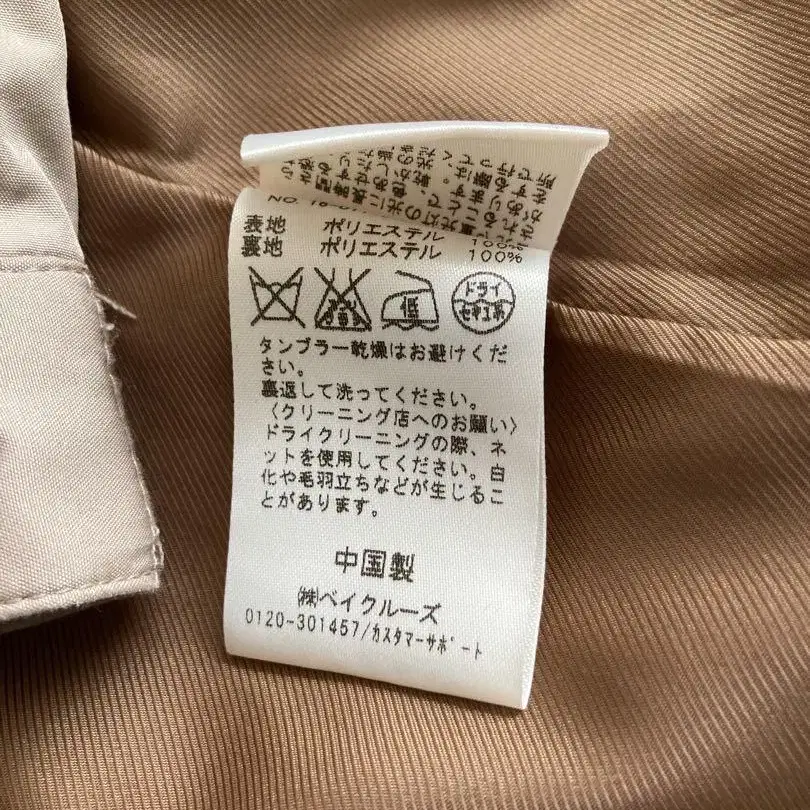 NO.
表地 ポリエステル 100%
裏地 ポリエステル 100%
低 ドライ セキユ系
タンブラー乾燥はお避けくだ
さい。
裏返して洗ってください。
〈クリーニング店へのお願い〉
ドライクリーニングの際、ネ
ットを使用してください。白
化や毛羽立ちなどが生じるこ
とがあります。
中国製
㈱ベイクルーズ
0120-301457/ｶｽﾀﾏｰｻﾎﾟｰﾄ